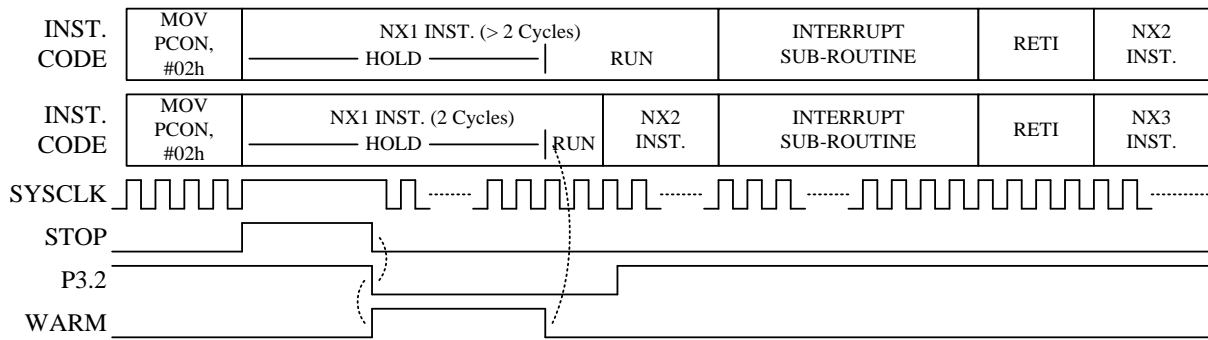 INST.
CODE
MOV
PCON,
#02h
NX1 INST. (> 2 Cycles)
HOLD
RUN
INTERRUPT
SUB-ROUTINE
RETI
NX2
INST.
INST.
CODE
MOV
PCON,
#02h
NX1 INST. (2 Cycles)
HOLD
RUN
NX2
INST.
INTERRUPT
SUB-ROUTINE
RETI
NX3
INST.
SYSCLK
STOP
P3.2
WARM